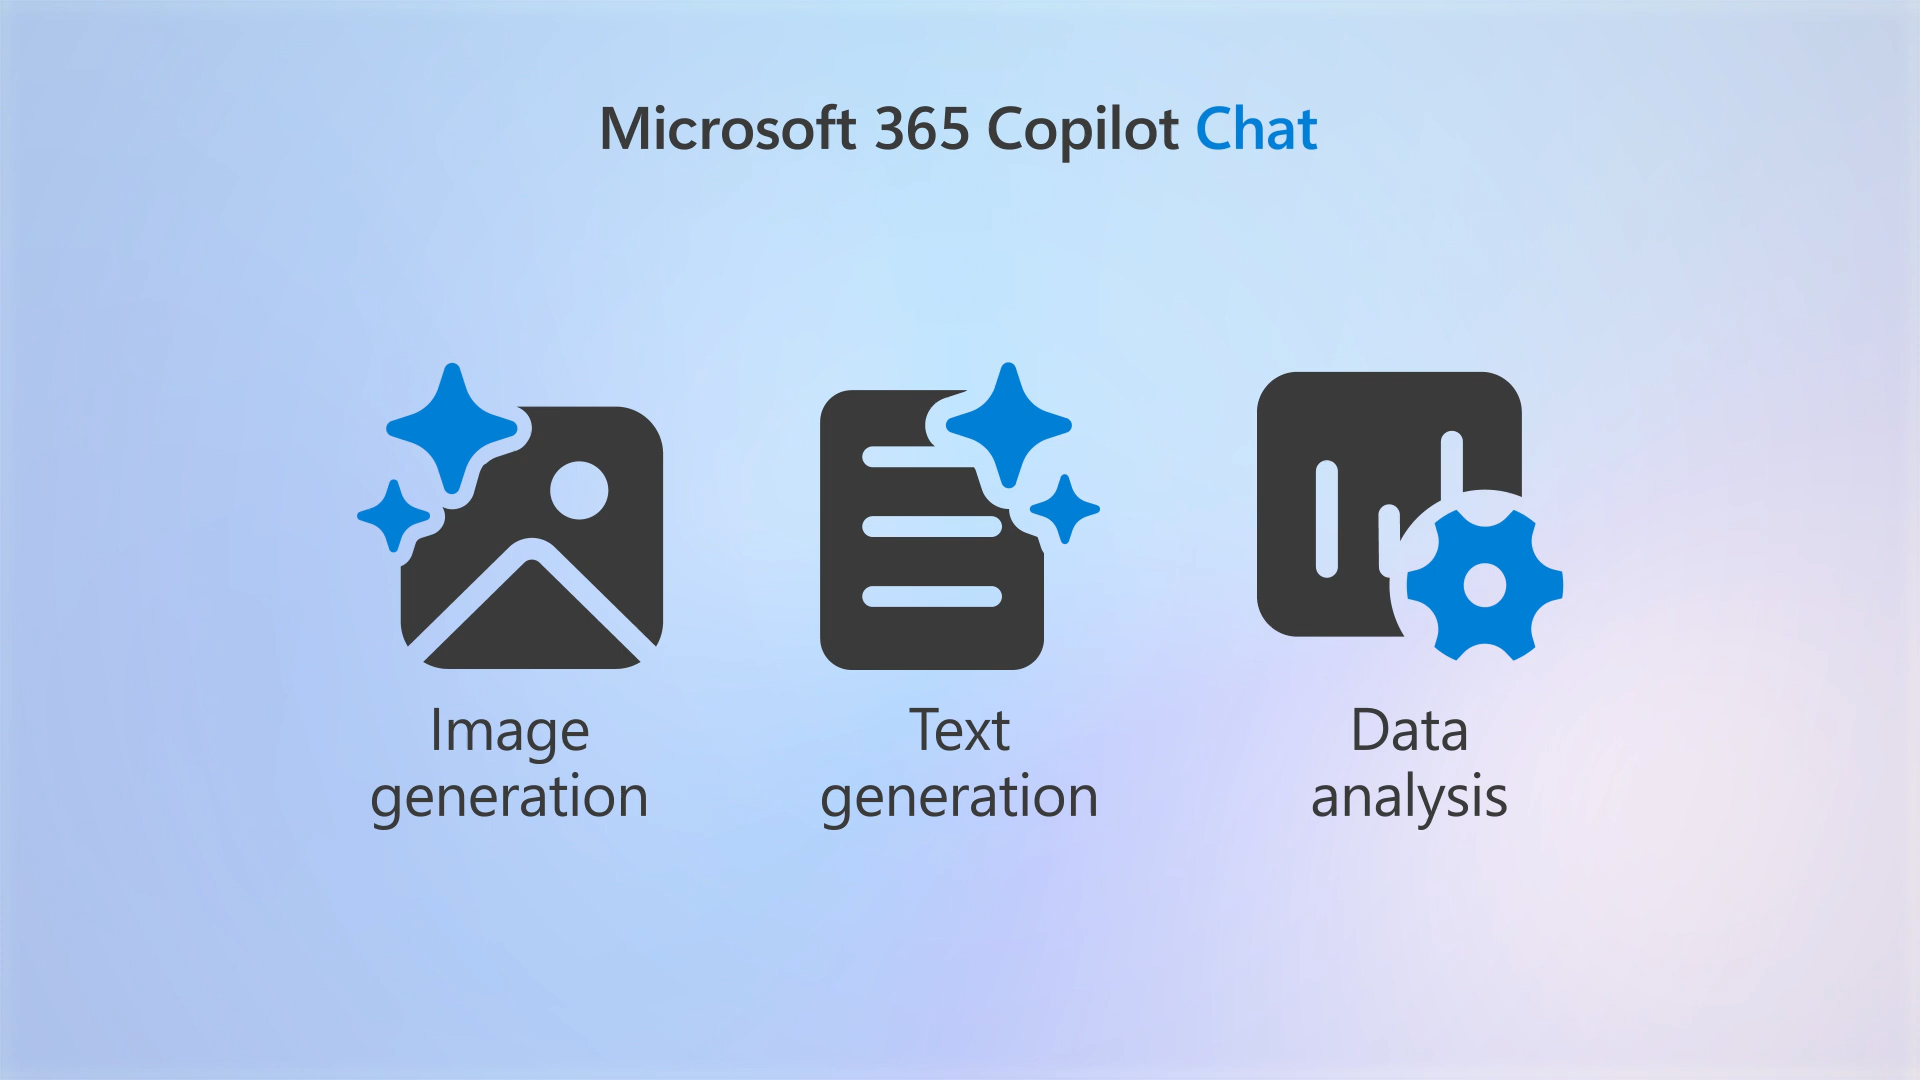 Microsoft 365 Copilot Chat
Image
generation
Text
generation
Data
analysis